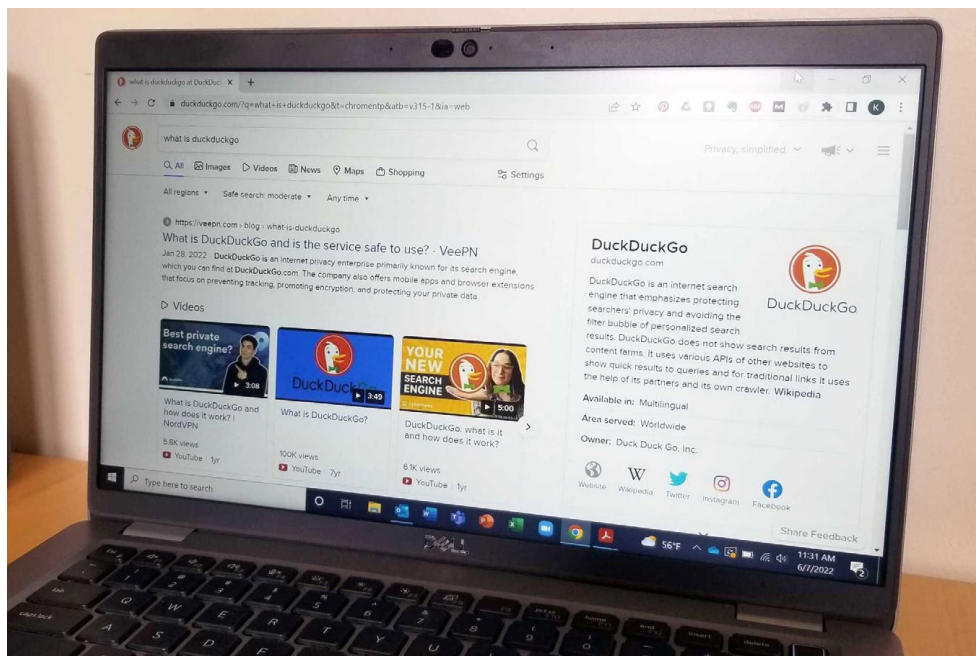 what is duckduckgo at DuckDuc
duckduckgo.com/?q=what+is+duckduckgo&t=chromentp&atb=v315-1&ia=web
K
what is duckduckgo
Privacy, simplified.
All Images Videos News Maps Shopping Settings
All regions Safe search: moderate Any time
https://veepn.com › blog › what-is-duckduckgo
What is DuckDuckGo and is the service safe to use? - VeePN
Jan 28, 2022 DuckDuckGo is an internet privacy enterprise primarily known for its search engine,
which you can find at DuckDuckGo.com. The company also offers mobile apps and browser extensions
that focus on preventing tracking, promoting encryption, and protecting your private data.
Videos
Best private
search engine?
3:08
What is DuckDuckGo and
how does it work? |
NordVPN
5.8K views
YouTube 1yr
DuckDuckGo
3:49
What is DuckDuckGo?
100K views
YouTube 7yr
YOUR
NEW
SEARCH
ENGINE
5:00
DuckDuckGo: what is it
and how does it work?
6.1K views
YouTube 1yr
DuckDuckGo
duckduckgo.com
DuckDuckGo is an internet search
engine that emphasizes protecting
searchers' privacy and avoiding the
filter bubble of personalized search
results. DuckDuckGo does not show search results from
content farms. It uses various APIs of other websites to
show quick results to queries and for traditional links it uses
the help of its partners and its own crawler. Wikipedia
DuckDuckGo
Available in: Multilingual
Area served: Worldwide
Owner: Duck Duck Go, Inc.
W
Website Wikipedia Twitter Instagram Facebook
Share Feedback
Type here to search
56°F
11:31 AM
6/7/2022
2
DELL
esc
home end insert delete
tab Q W E R T Y U
caps lock A S D F